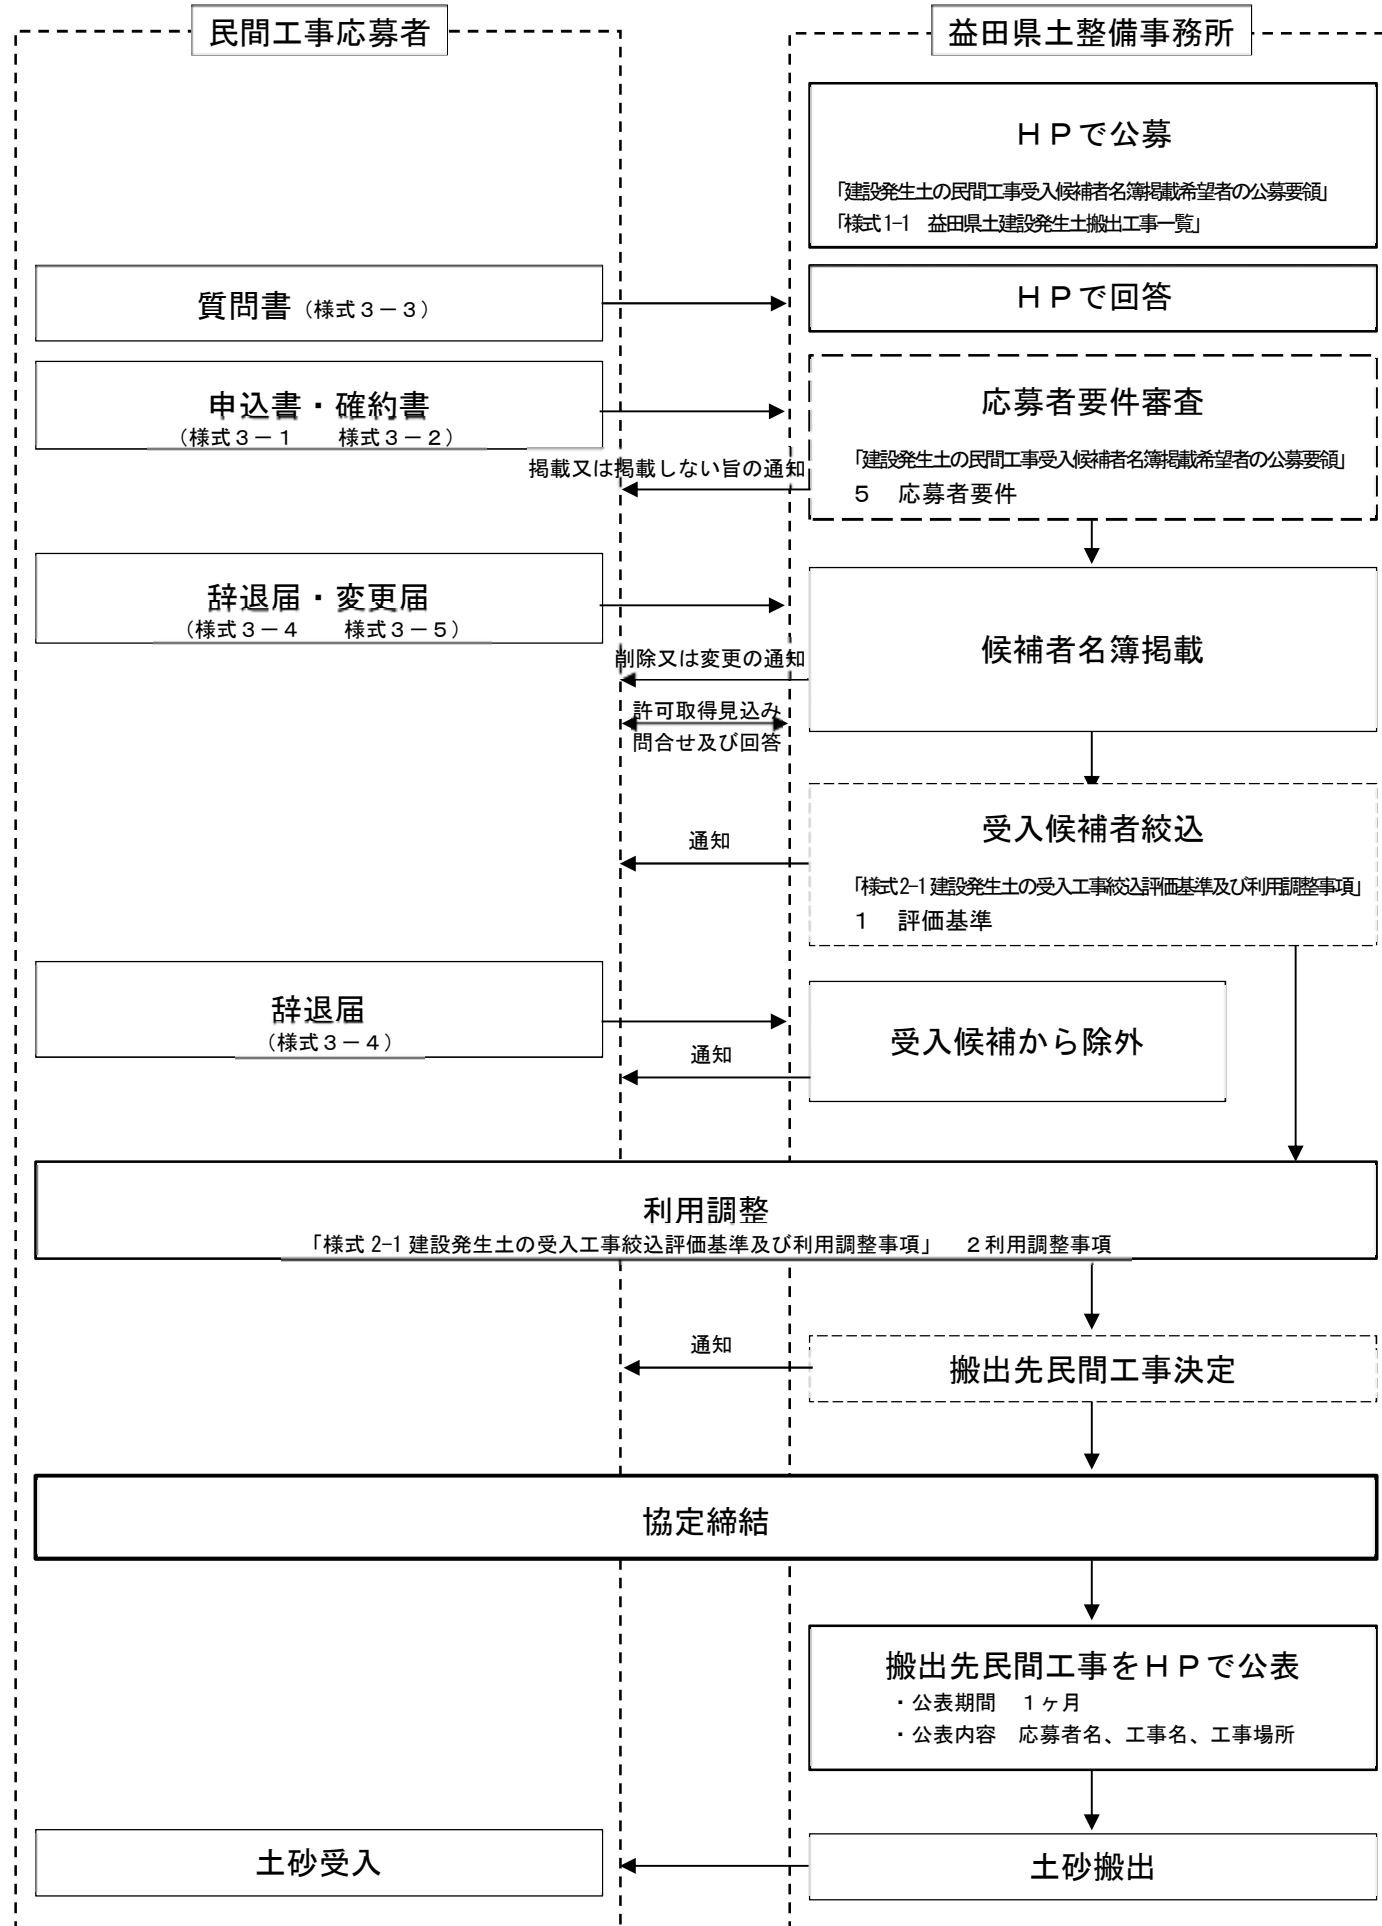 民間工事応募者
益田県土整備事務所
ＨＰで公募
「建設発生土の民間工事受入候補者名簿掲載希望者の公募要領」
「様式1-1　益田県土建設発生土搬出工事一覧」
質問書（様式３－３）
ＨＰで回答
申込書・確約書
（様式３－１　　様式３－２）
応募者要件審査
「建設発生土の民間工事受入候補者名簿掲載希望者の公募要領」
５　応募者要件
掲載又は掲載しない旨の通知
辞退届・変更届
（様式３－４　　様式３－５）
候補者名簿掲載
削除又は変更の通知
許可取得見込み
問合せ及び回答
受入候補者絞込
「様式2-1 建設発生土の受入工事絞込評価基準及び利用調整事項」
１　評価基準
通知
辞退届
（様式３－４）
受入候補から除外
通知
利用調整
「様式 2-1 建設発生土の受入工事絞込評価基準及び利用調整事項」　２利用調整事項
通知
搬出先民間工事決定
協定締結
搬出先民間工事をＨＰで公表
・公表期間　１ヶ月
・公表内容　応募者名、工事名、工事場所
土砂受入
土砂搬出